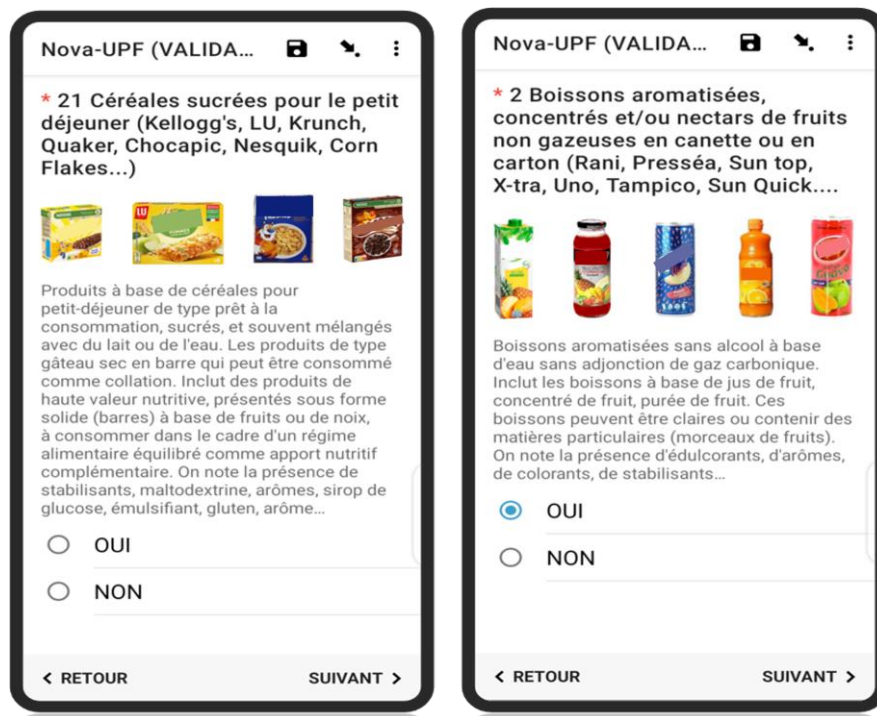 Nova-UPF (VALIDA...
* 21 Céréales sucrées pour le petit
déjeuner (Kellogg's, LU, Krunch,
Quaker, Chocapic, Nesquik, Corn
Flakes...)
LU
Produits à base de céréales pour
petit-déjeuner de type prêt à la
consommation, sucrés, et souvent mélangés
avec du lait ou de l'eau. Les produits de type
gâteau sec en barre qui peut être consommé
comme collation. Inclut des produits de
haute valeur nutritive, présentés sous forme
solide (barres) à base de fruits ou de noix,
à consommer dans le cadre d'un régime
alimentaire équilibré comme apport nutritif
complémentaire. On note la présence de
stabilisants, maltodextrine, arômes, sirop de
glucose, émulsifiant, gluten, arôme...
OUI
NON
< RETOUR
SUIVANT >
Nova-UPF (VALIDA...
* 2 Boissons aromatisées,
concentrés et/ou nectars de fruits
non gazeuses en canette ou en
carton (Rani, Presséa, Sun top,
X-tra, Uno, Tampico, Sun Quick....
Boissons aromatisées sans alcool à base
d'eau sans adjonction de gaz carbonique.
Inclut les boissons à base de jus de fruit,
concentré de fruit, purée de fruit. Ces
boissons peuvent être claires ou contenir des
matières particulaires (morceaux de fruits).
On note la présence d'édulcorants, d'arômes,
de colorants, de stabilisants...
OUI
NON
< RETOUR
SUIVANT >